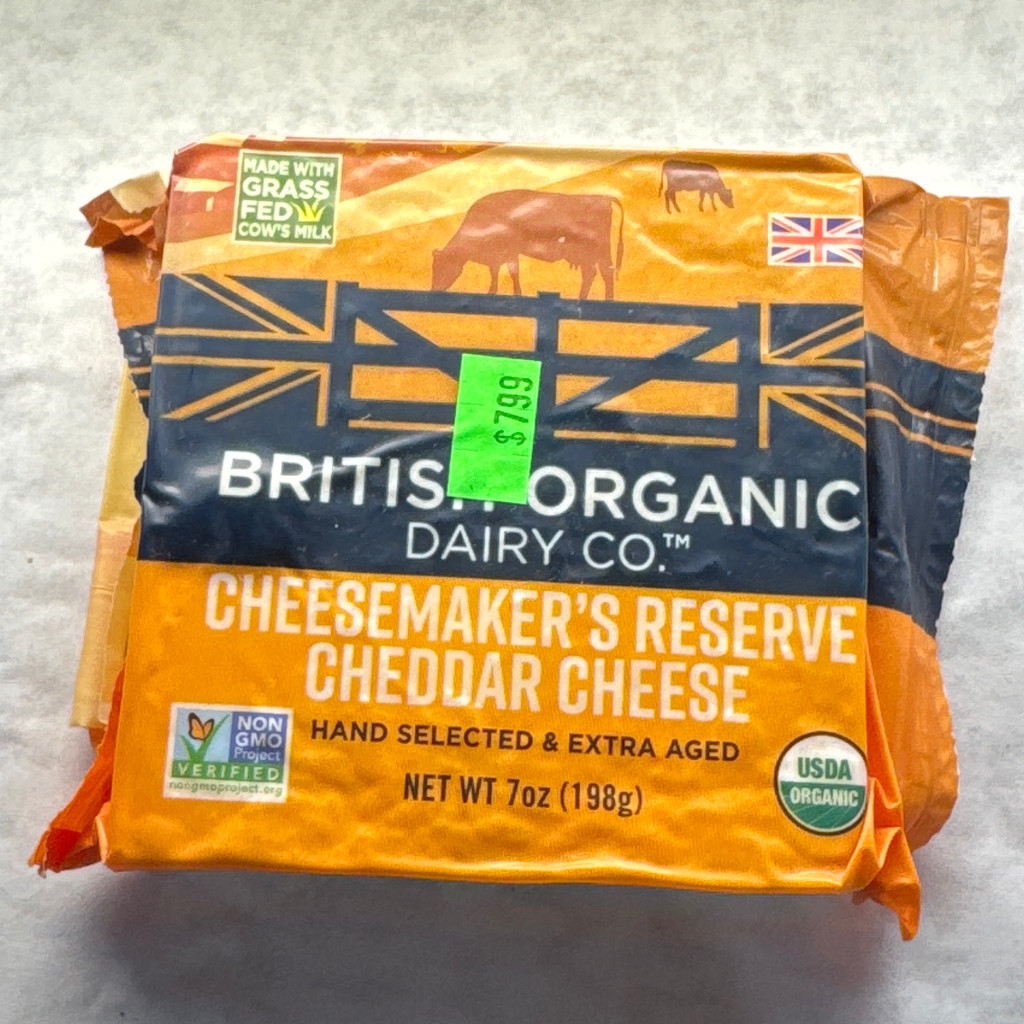 MADE WITH
GRASS
FED
COW'S MILK
$799
BRITISH ORGANIC
DAIRY CO.™
CHEESEMAKER'S RESERVE
CHEDDAR CHEESE
HAND SELECTED & EXTRA AGED
NET WT 7oz (198g)
NON
GMO
Project
VERIFIED
nongmoproject.org
USDA
ORGANIC